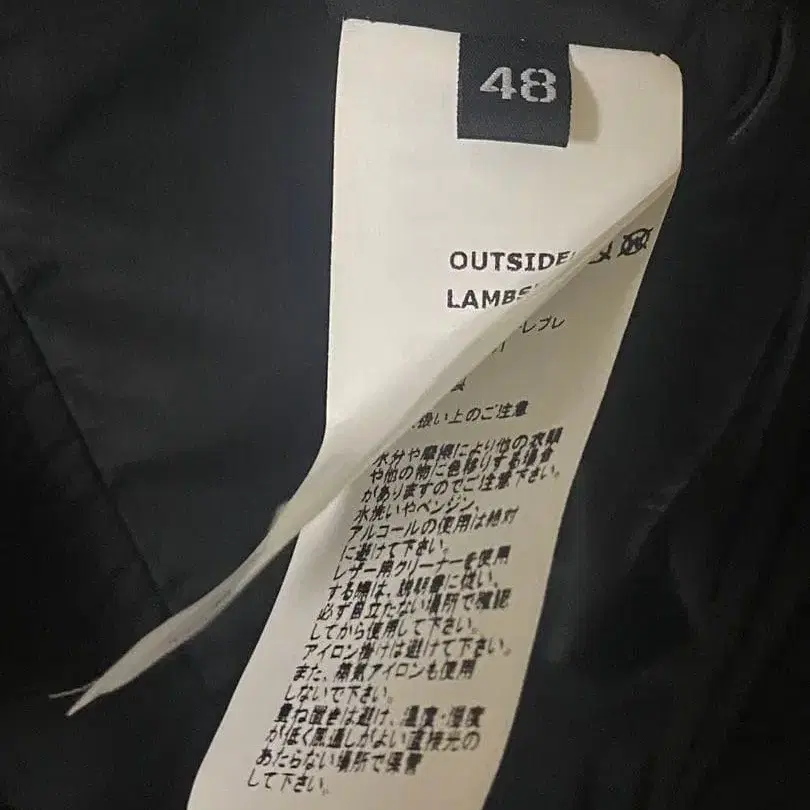 48
OUTSIDE
LAMBS
レブレ
扱い上のご注意
水分や摩擦により他の衣類
や他の物に色移りする場合
がありますのでご注意下さい。
水洗いやベンジン、
アルコールの使用は絶対
に避けて下さい。
レザー用クリーナーを使用
する際は、説明書に従い、
必ず目立たない場所で確認
してから使用して下さい。
アイロン掛けは避けて下さい。
また、蒸気アイロンも使用
しないで下さい。
重ね置きは避け、温度・湿度
が低く風通しがよい直接光の
あたらない場所で保管
して下さい。